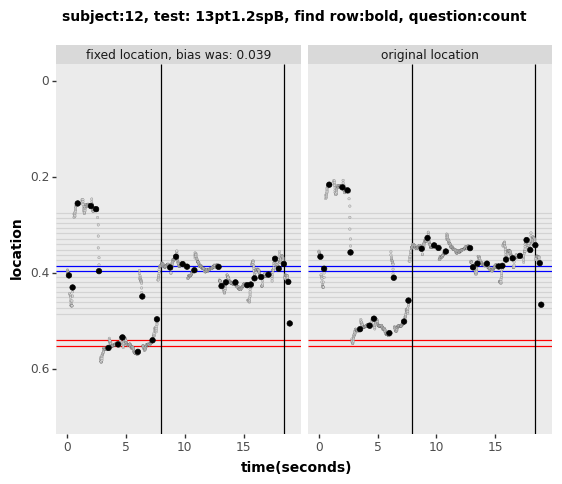 subject:12, test: 13pt1.2spB, find row:bold, question:count
fixed location, bias was: 0.039
original location
0
0.2
0.4
0.6
location
0
5
10
15
0
5
10
15
time(seconds)